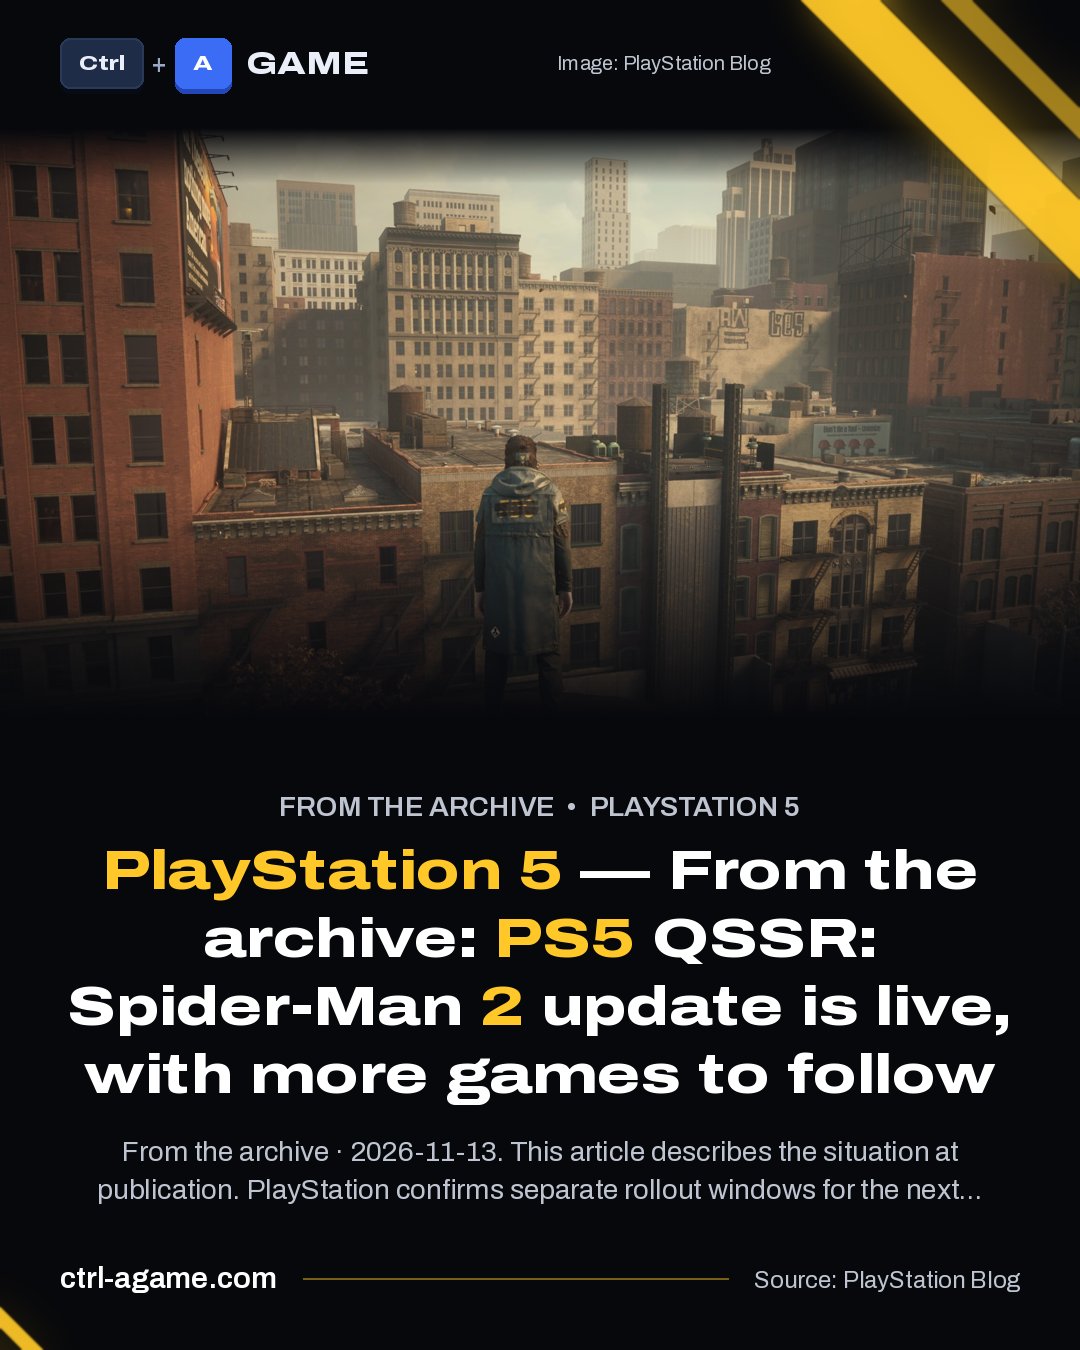 Ctrl + A GAME
Image: PlayStation Blog
FROM THE ARCHIVE • PLAYSTATION 5
PlayStation 5 — From the
archive: PS5 QSSR:
Spider-Man 2 update is live,
with more games to follow
From the archive · 2026-11-13. This article describes the situation at
publication. PlayStation confirms separate rollout windows for the next...
ctrl-agame.com
Source: PlayStation Blog